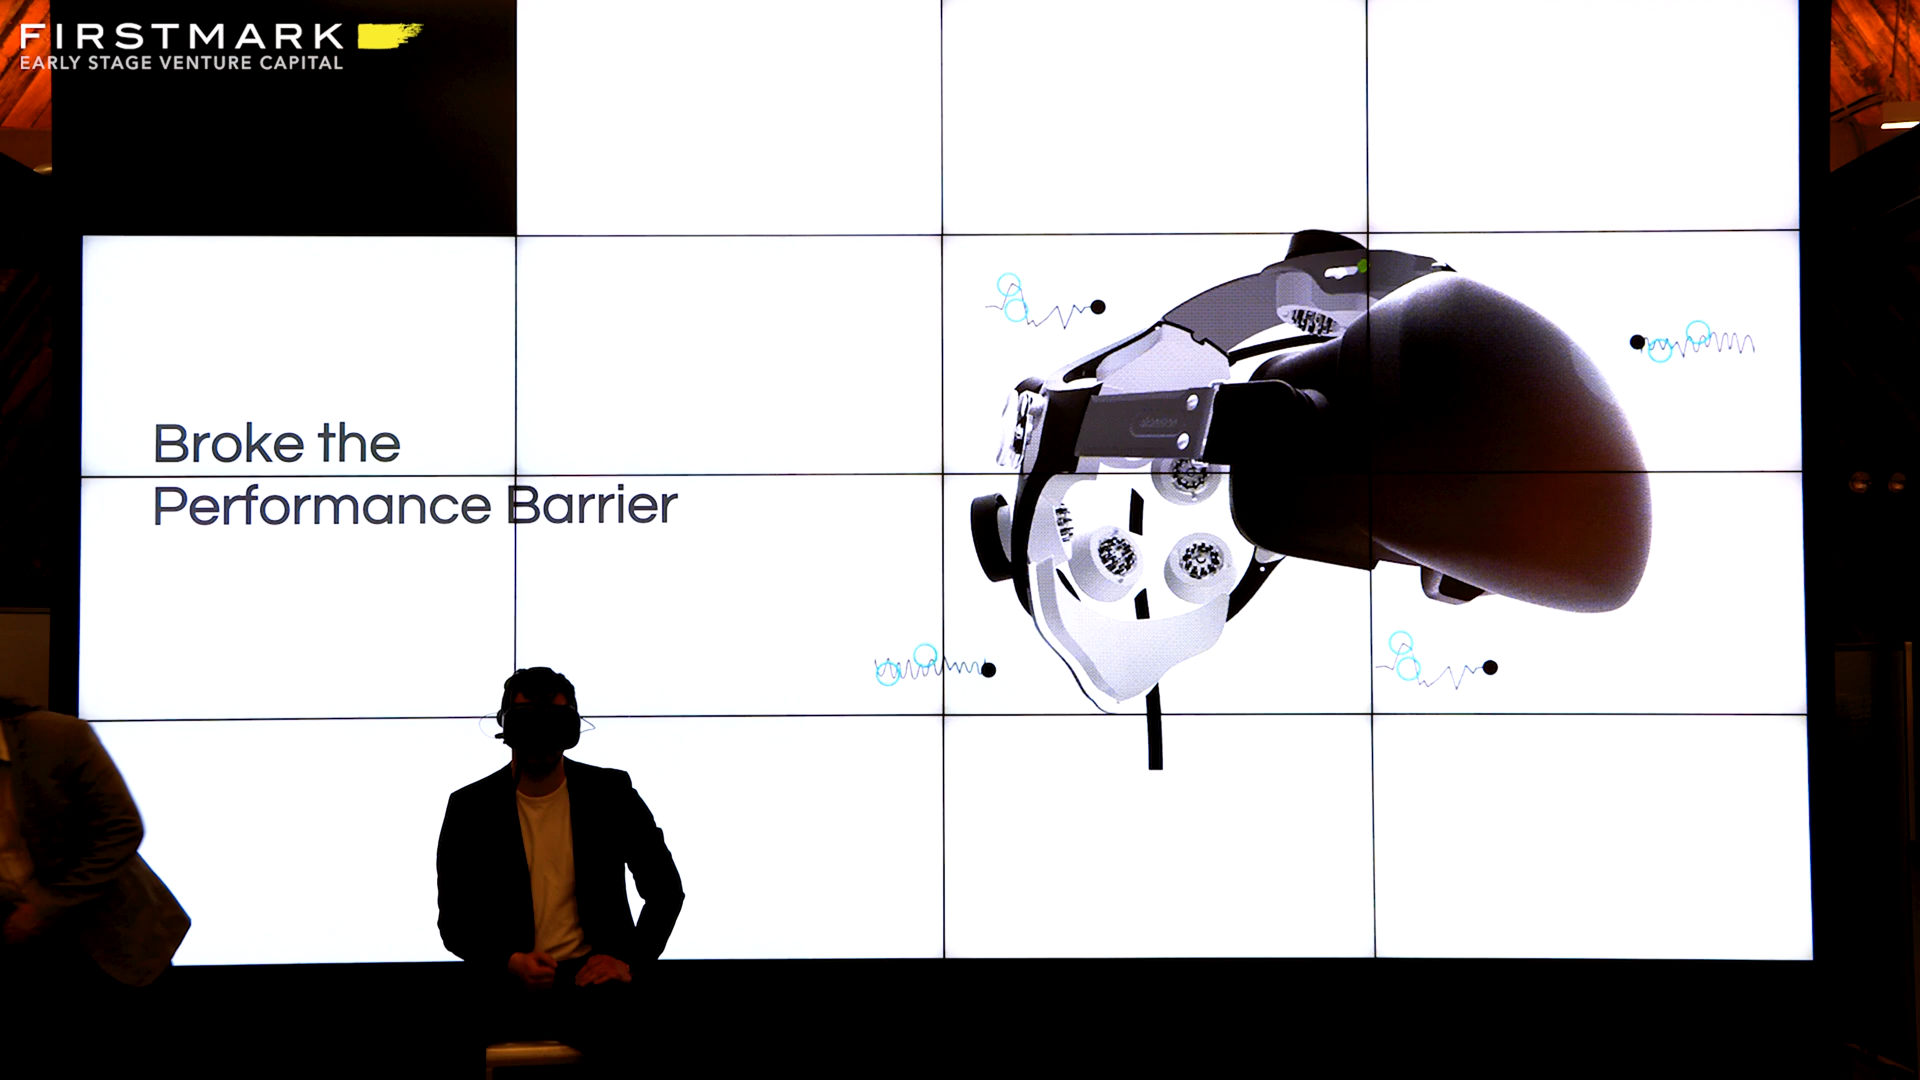 FIRSTMARK
EARLY STAGE VENTURE CAPITAL
Broke the
Performance Barrier